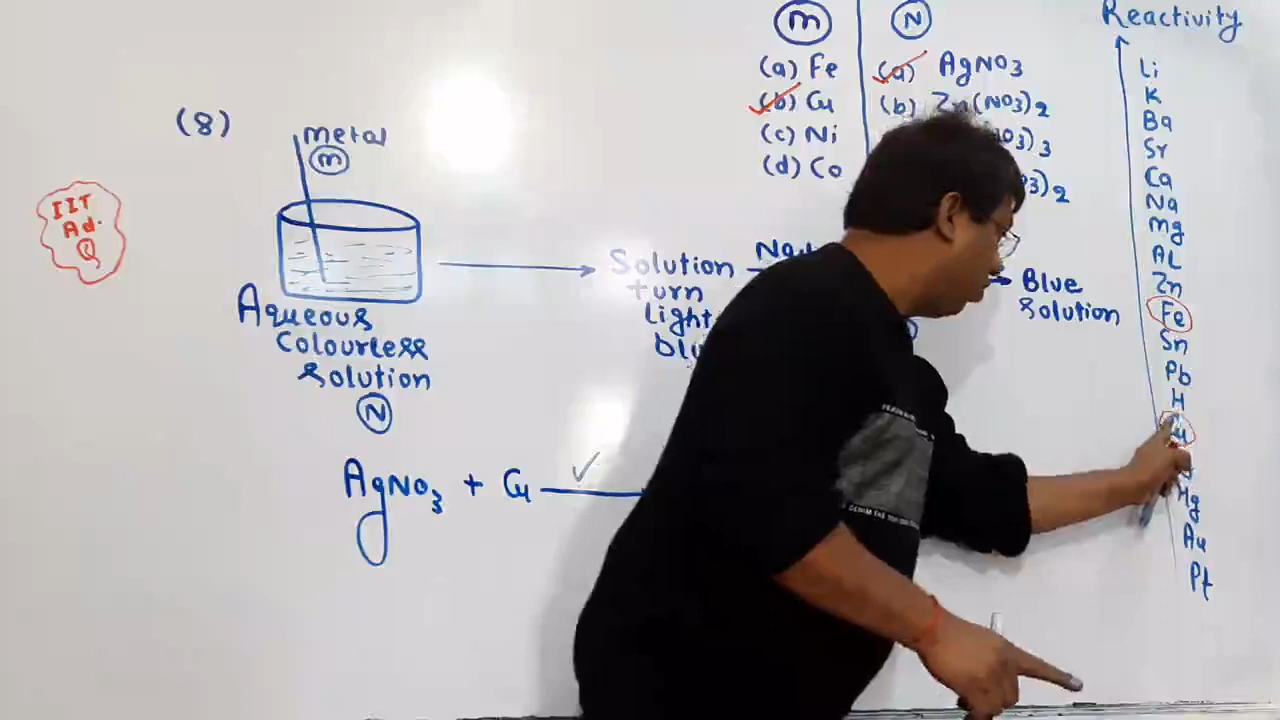 (8)
metal
M
IIT
Ad.
Q
Aqueous
Colourless
Solution
N
Solution
turn
light
Blue
Solution
AgNO3 + Cu
M
(a) Fe
(b) Cu
(c) Ni
(d) Co
N
(a) AgNO3
(b) Zn(NO3)2
Reactivity
Li
K
Ba
Sr
Ca
Na
Mg
AL
Zn
Fe
Sn
Pb
H
Hg
Au
Pt